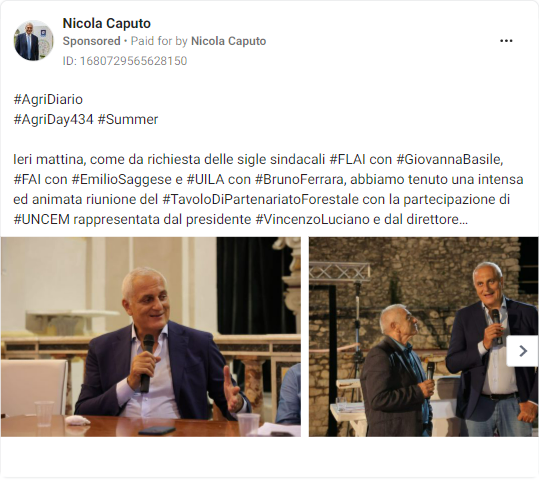 Nicola Caputo
Sponsored • Paid for by Nicola Caputo
ID: 1680729565628150
#AgriDiario
#AgriDay434 #Summer
Ieri mattina, come da richiesta delle sigle sindacali #FLAI con #GiovannaBasile,
#FAI con #EmilioSaggese e #UILA con #BrunoFerrara, abbiamo tenuto una intensa
ed animata riunione del #TavoloDiPartenariatoForestale con la partecipazione di
#UNCEM rappresentata dal presidente #VincenzoLuciano e dal direttore...